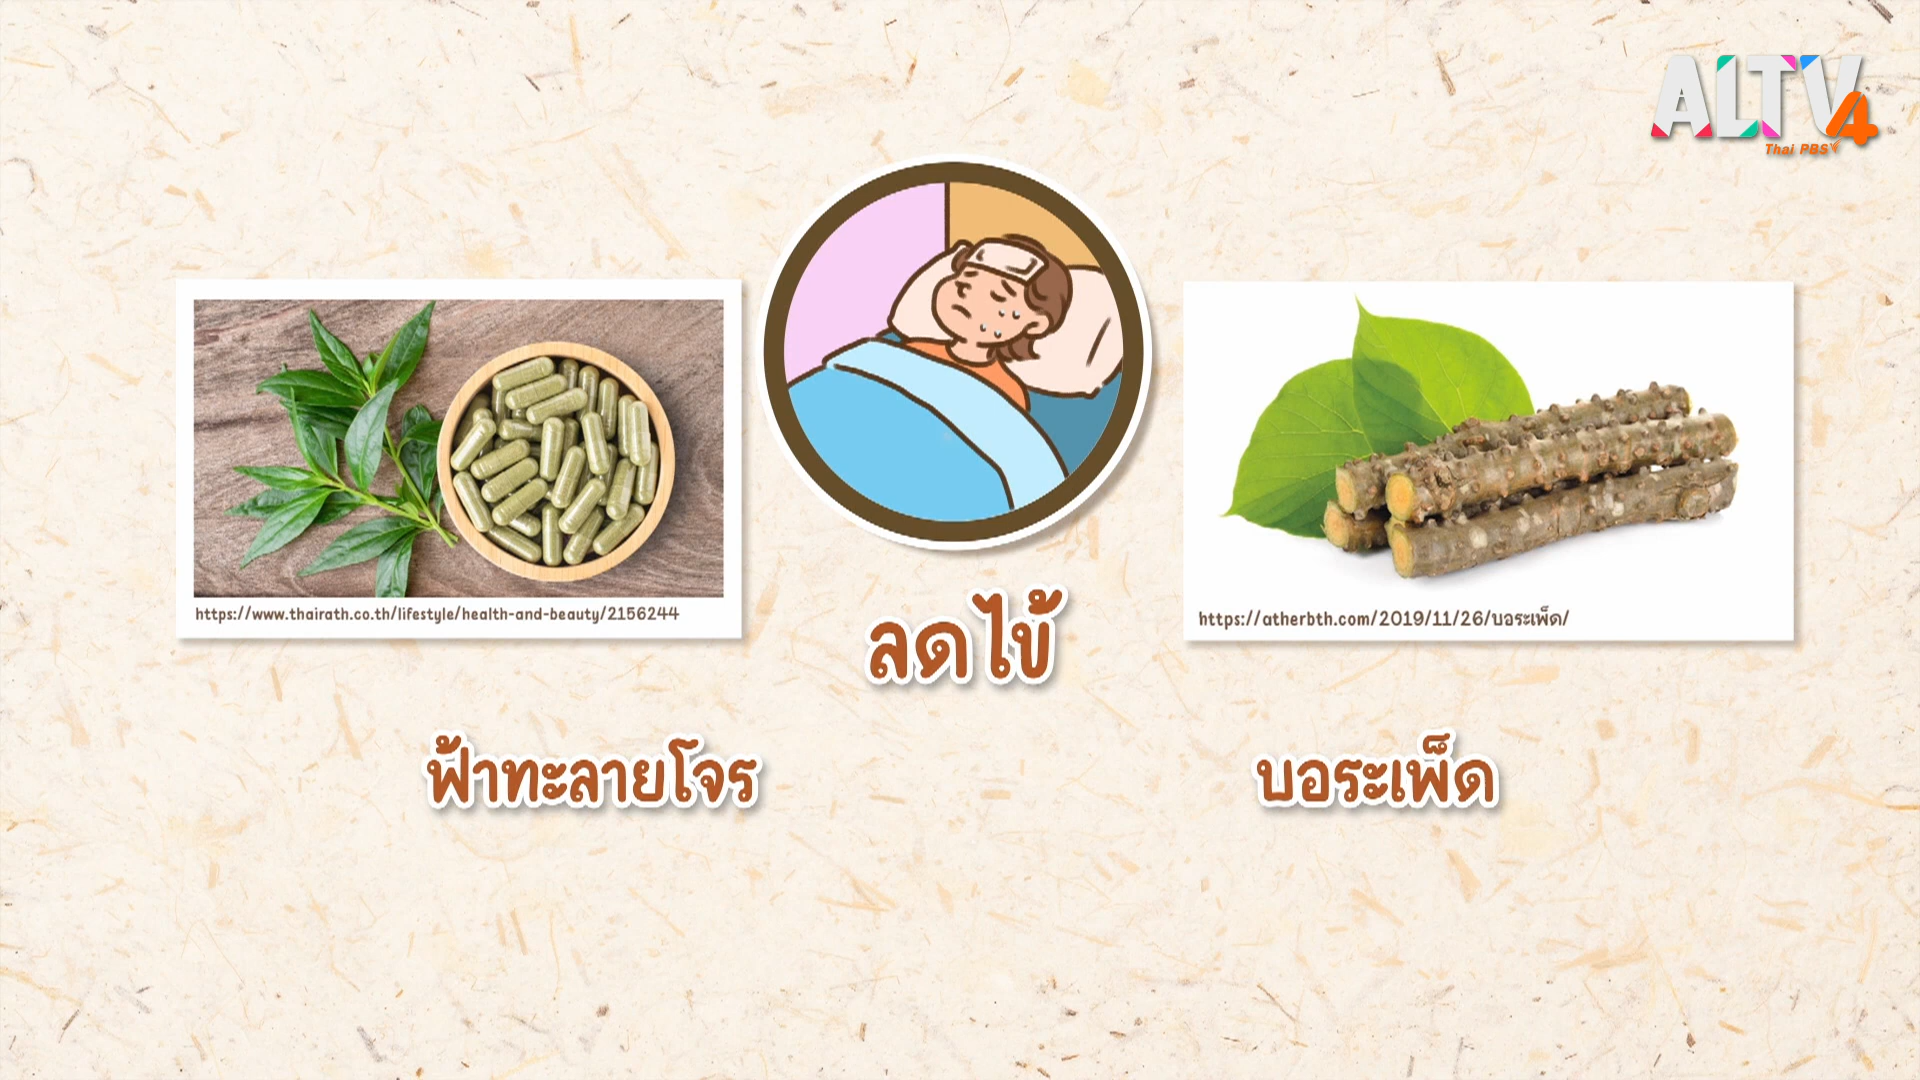 ALTV4
Thai PBS
https://www.thairath.co.th/lifestyle/health-and-beauty/2156244
https://atherbth.com/2019/11/26/บอระเพ็ด/
ลดไข้
ฟ้าทะลายโจร
บอระเพ็ด